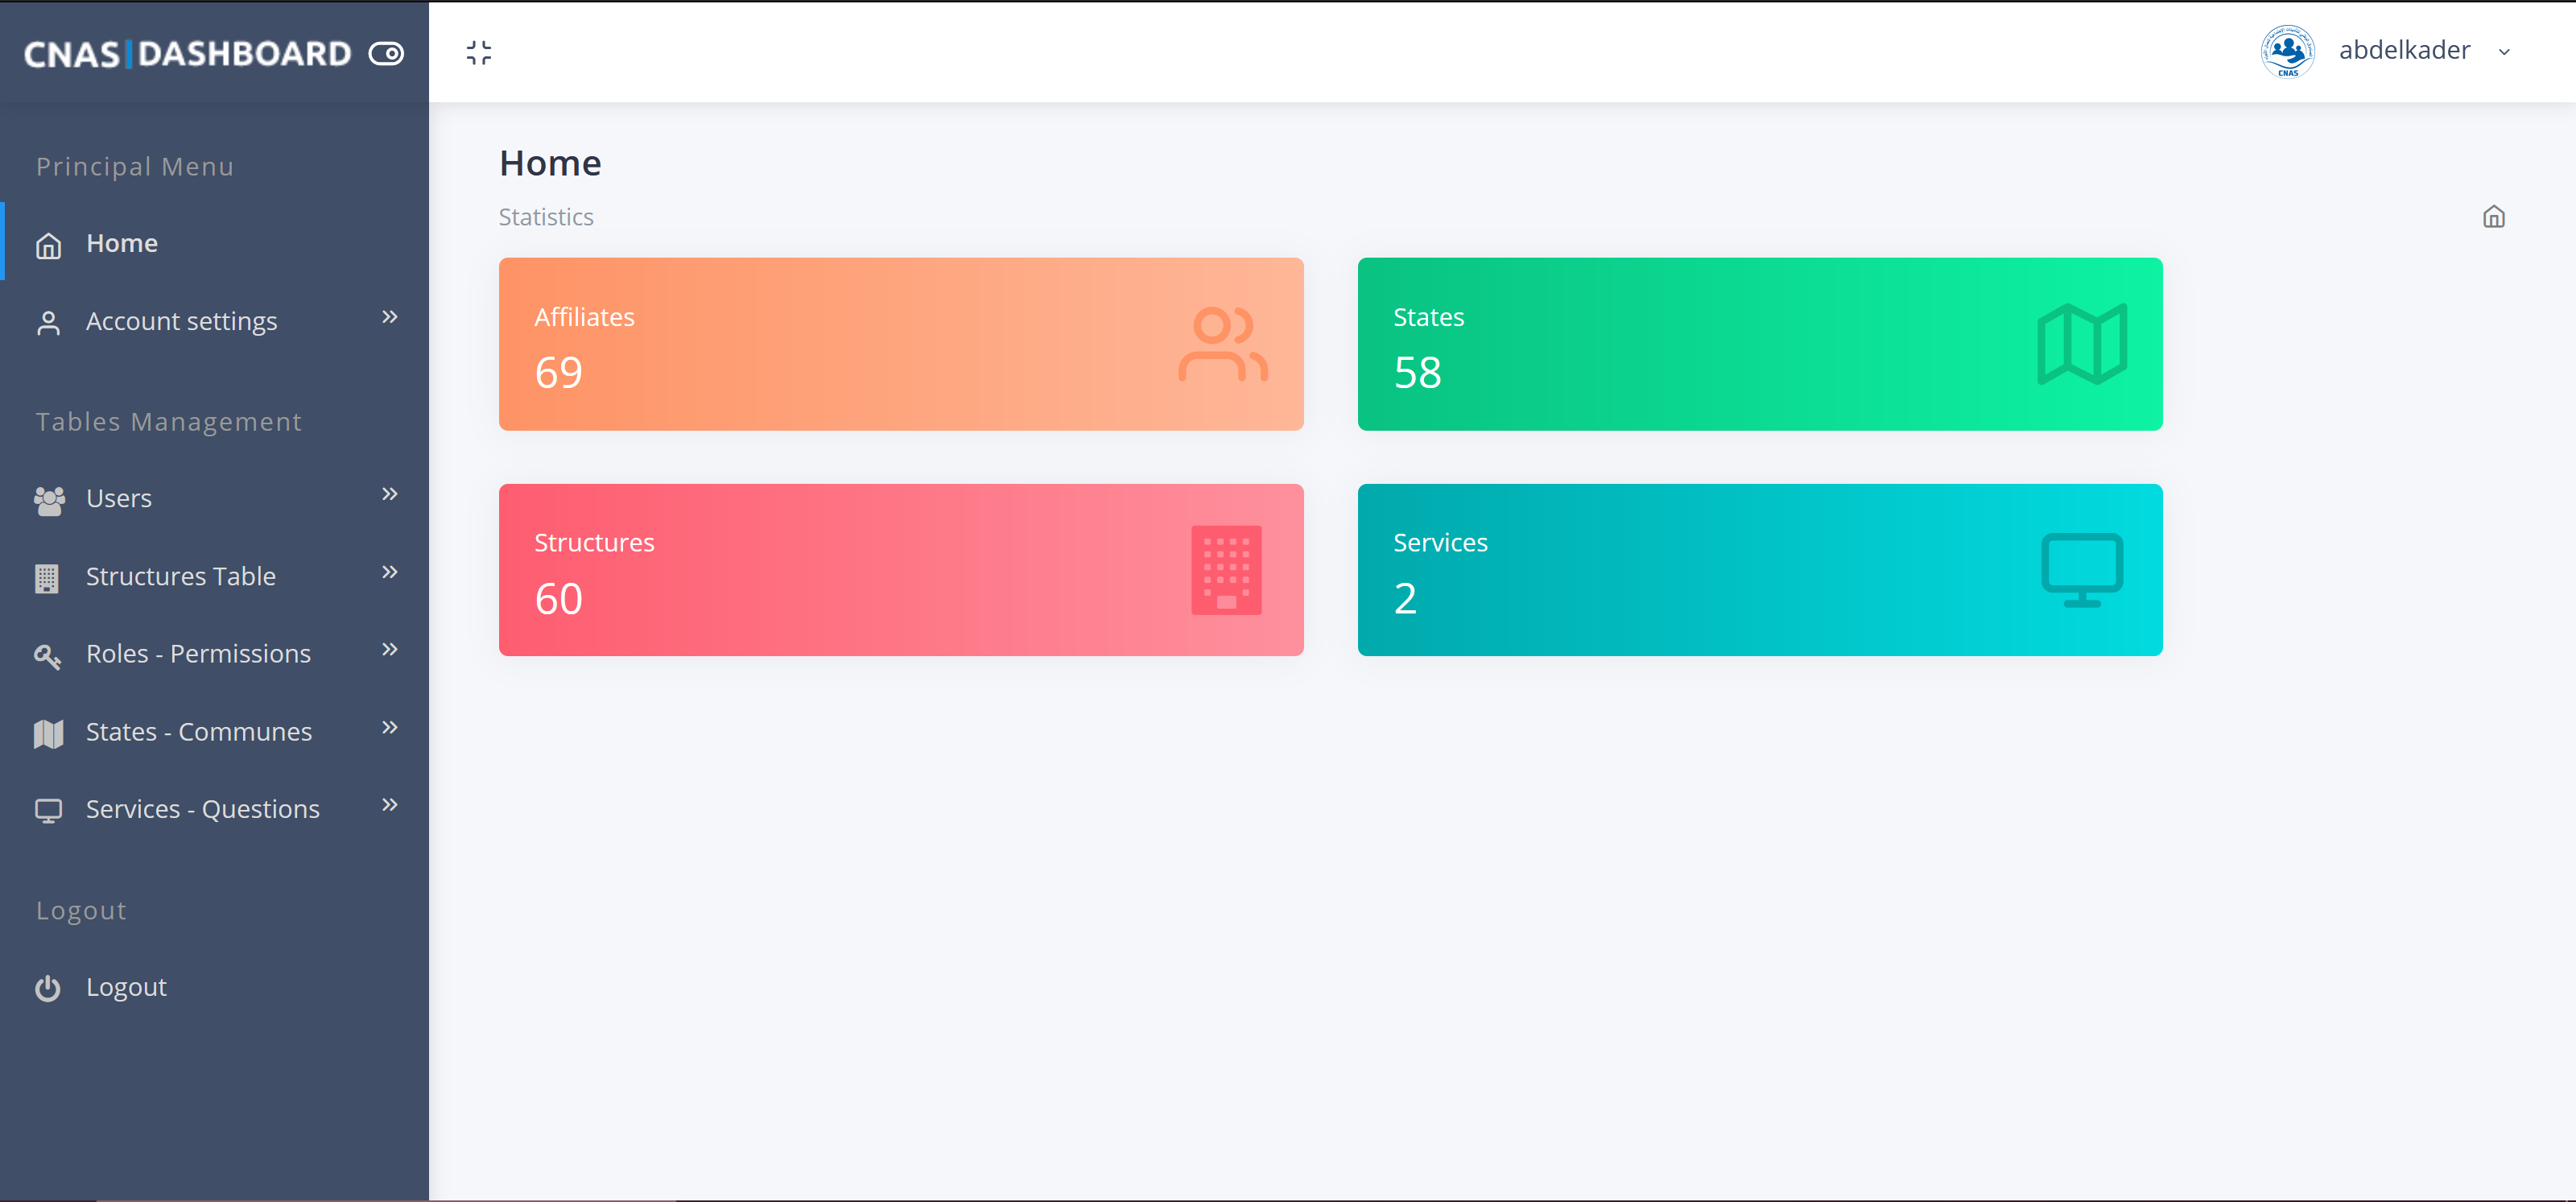 CNAS|DASHBOARD
abdelkader
CNAS
Principal Menu
Home
Account settings
Tables Management
Users
Structures Table
Roles - Permissions
States - Communes
Services - Questions
Logout
Logout
Home
Statistics
Affiliates
69
States
58
Structures
60
Services
2